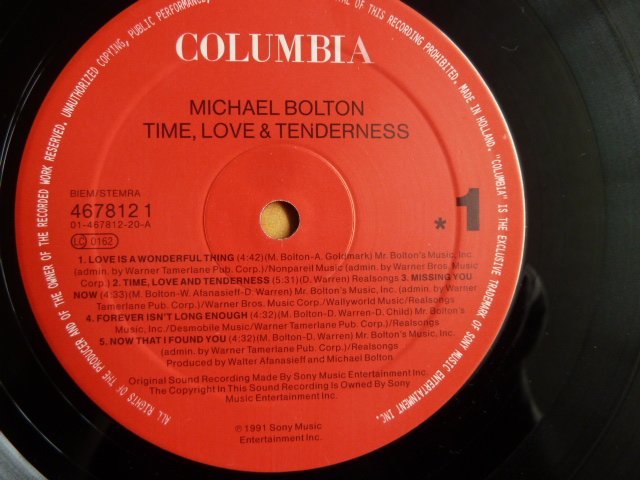 COLUMBIA
MICHAEL BOLTON
TIME, LOVE & TENDERNESS
BIEM/STEMRA
467812 1
01-467812-20-A
LC 0162
* 1
1. LOVE IS A WONDERFUL THING (4:42)(M. Bolton-A. Goldmark) Mr. Bolton's Music, Inc.
(admin. by Warner Tamerlane Pub. Corp.)/Nonpareil Music (admin. by Warner Bros. Music
Corp.) 2. TIME, LOVE AND TENDERNESS (5:31)(D. Warren) Realsongs 3. MISSING YOU
NOW (4:33)(M. Bolton-W. Afanasieff-D. Warren) Mr. Bolton's Music, Inc. (admin. by Warner
Tamerlane Pub. Corp.)/Warner Bros. Music Corp./Wallyworld Music/Realsongs
4. FOREVER ISN'T LONG ENOUGH (4:32)(M. Bolton-D. Warren-D. Child) Mr. Bolton's
Music, Inc./Desmobile Music/Warner Tamerlane Pub. Corp./Realsongs
5. NOW THAT I FOUND YOU (4:32)(M. Bolton-D. Warren) Mr. Bolton's Music, Inc.
(admin. by Warner Tamerlane Pub. Corp.)/Realsongs
Produced by Walter Afanasieff and Michael Bolton
Original Sound Recording Made By Sony Music Entertainment Inc.
The Copyright In This Sound Recording Is Owned By Sony
Music Entertainment Inc.
℗ 1991 Sony Music
Entertainment Inc.
ALL RIGHTS OF THE PRODUCER AND OF THE OWNER OF THE RECORDED WORK RESERVED. UNAUTHORIZED COPYING, PUBLIC PERFORMANCE, OF THIS RECORDING PROHIBITED. MADE IN HOLLAND. "COLUMBIA" IS THE EXCLUSIVE TRADEMARK OF SONY MUSIC ENTERTAINMENT INC.